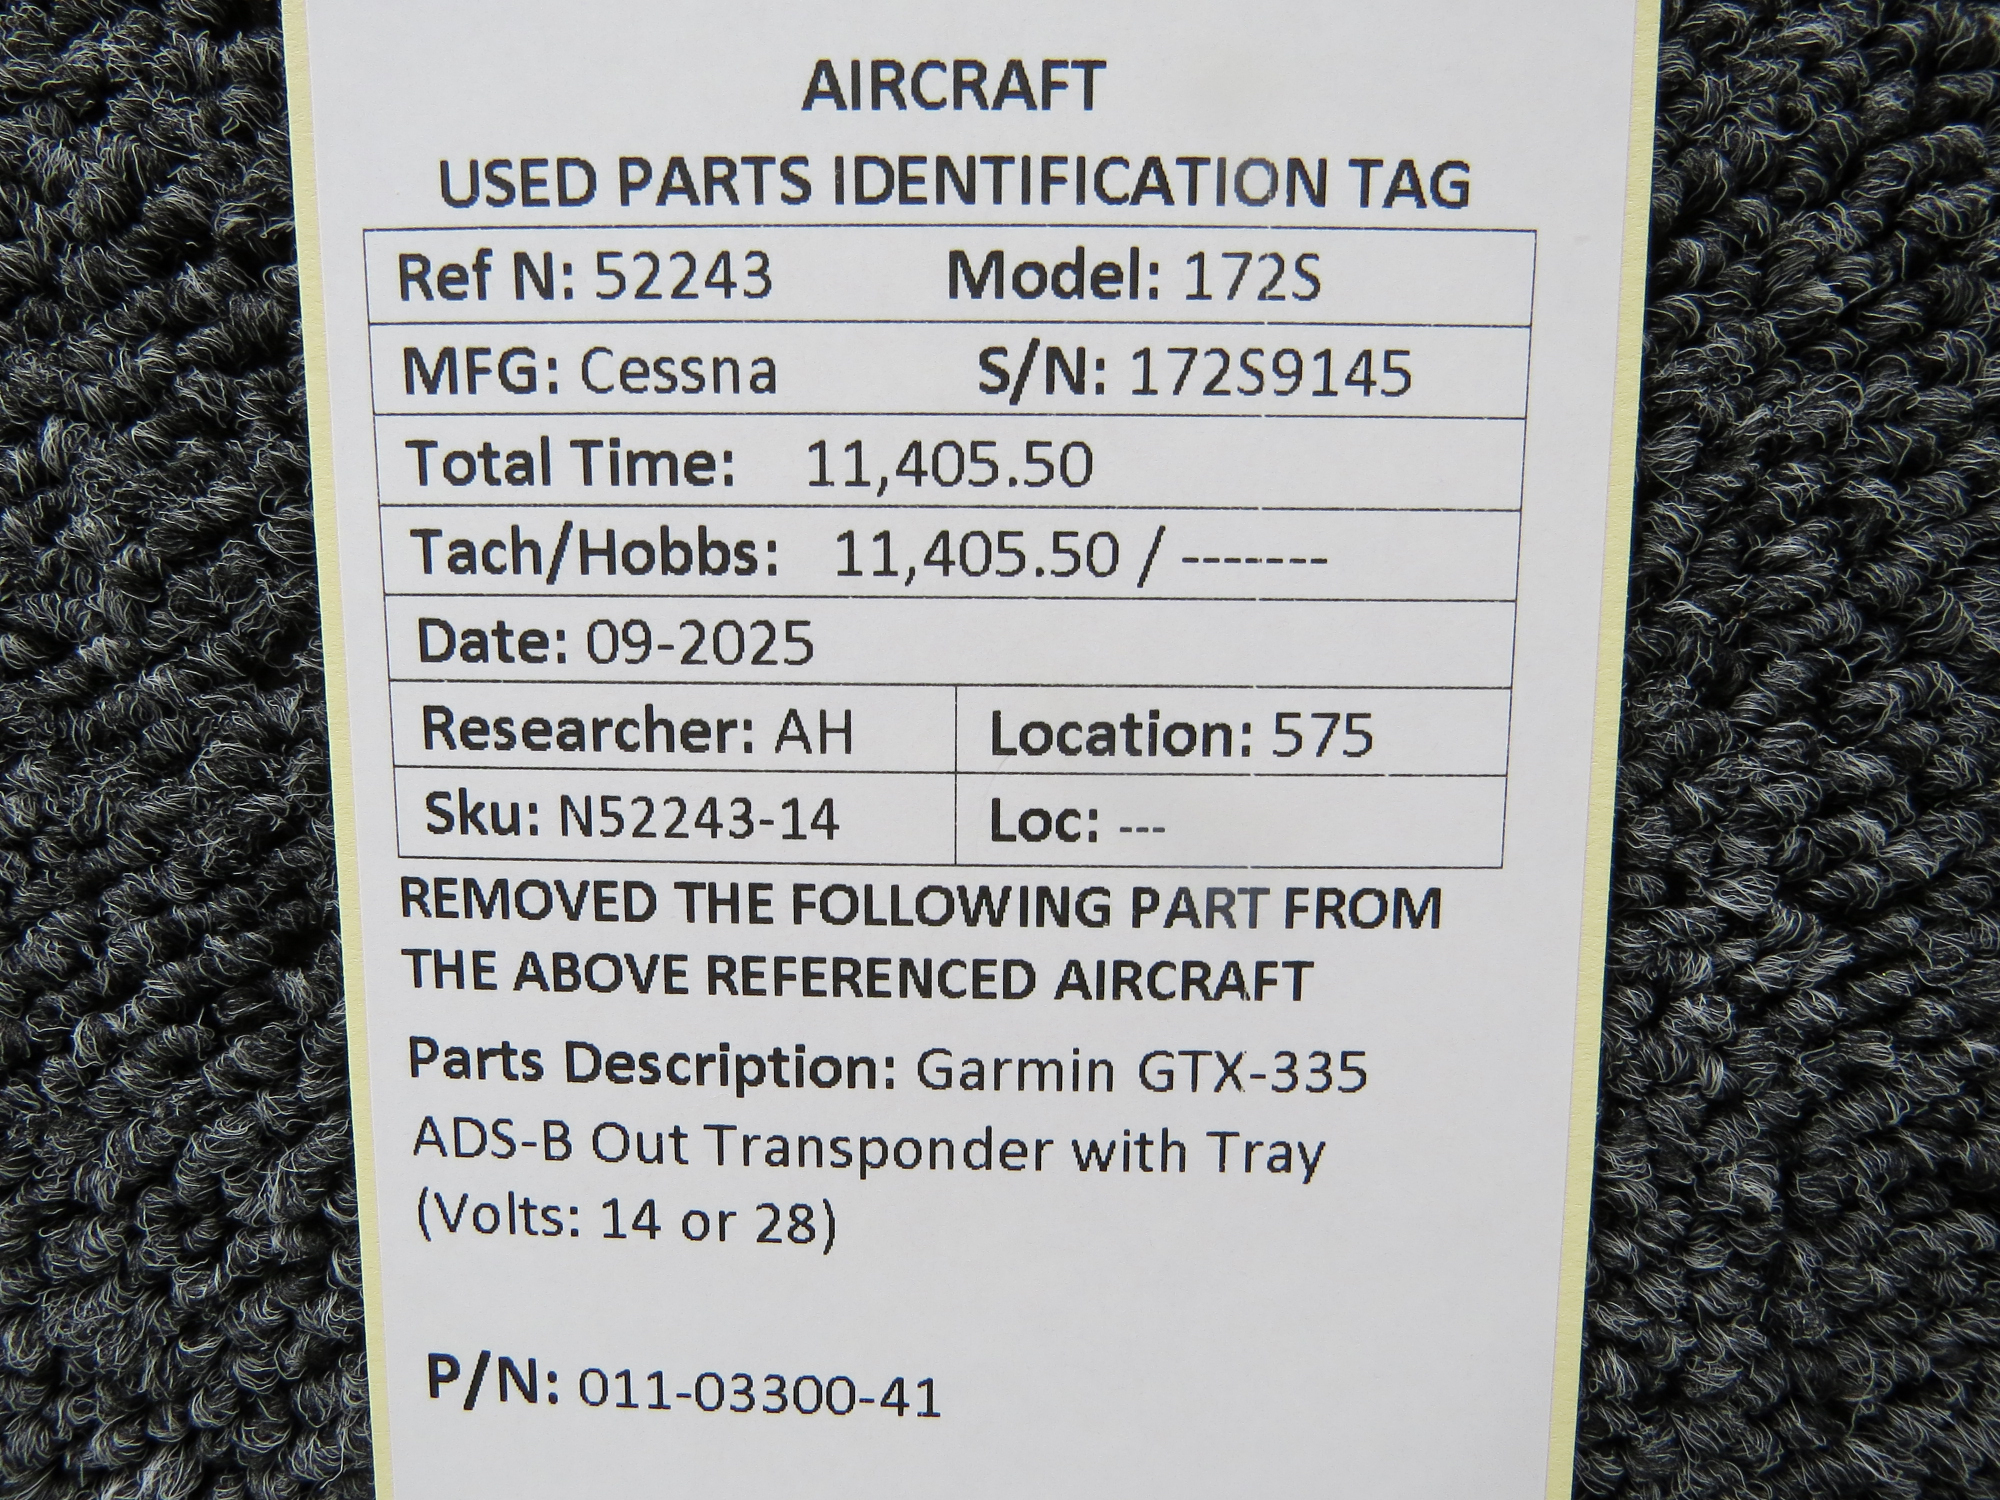 AIRCRAFT
USED PARTS IDENTIFICATION TAG
Ref N: 52243 Model: 172S
MFG: Cessna S/N: 172S9145
Total Time: 11,405.50
Tach/Hobbs: 11,405.50 / -------
Date: 09-2025
Researcher: AH Location: 575
Sku: N52243-14 Loc: ---
REMOVED THE FOLLOWING PART FROM
THE ABOVE REFERENCED AIRCRAFT
Parts Description: Garmin GTX-335
ADS-B Out Transponder with Tray
(Volts: 14 or 28)
P/N: 011-03300-41